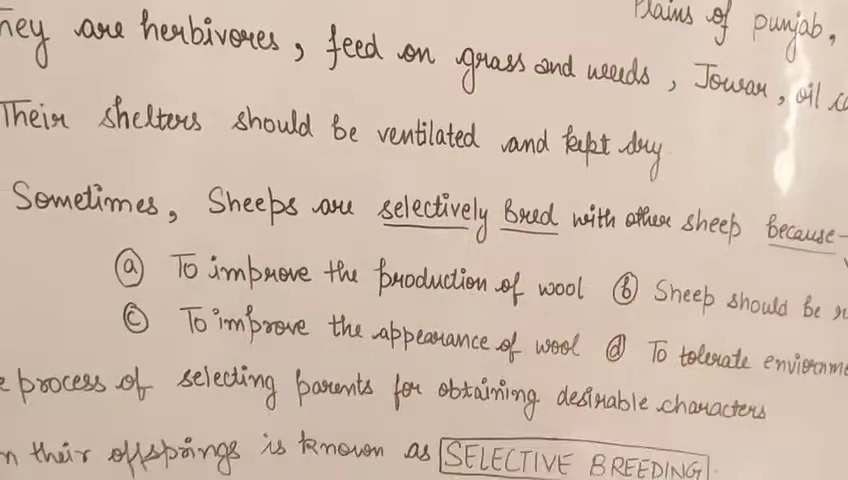 Plains of punjab,
hey are herbivores, feed on grass and weeds, Jowar, oil c
Their shelters should be ventilated and kept dry
Sometimes, Sheeps are selectively Bred with other sheep because-
ⓐ To improve the production of wool ⓑ Sheep should be
ⓒ To improve the appearance of wool ⓓ To tolerate enviornme
e process of selecting parents for obtaining desirable characters
n their offsprings is known as SELECTIVE BREEDING.